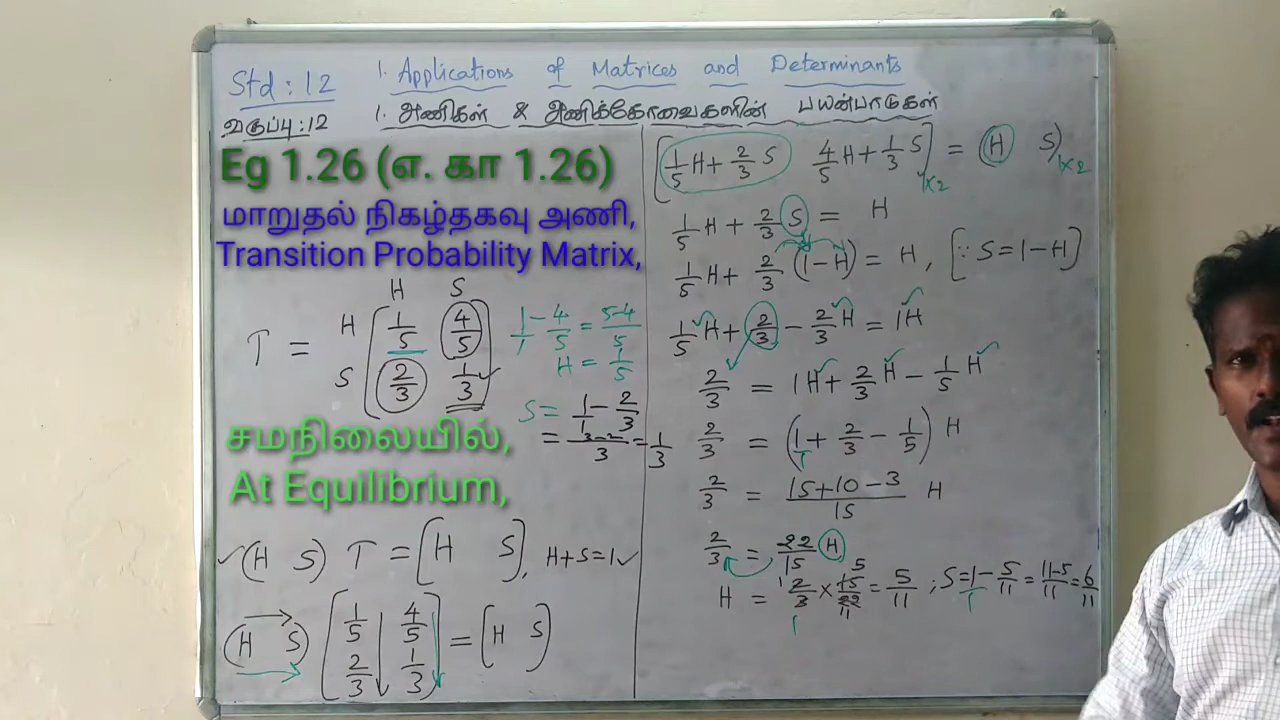 Std : 12
1. Applications of Matrices and Determinants
வகுப்பு : 12
1. அணிகள் & அணிக்கோவைகளின் பயன்பாடுகள்
Eg 1.26 (எ. கா 1.26)
மாறுதல் நிகழ்தகவு அணி,
Transition Probability Matrix,
H S
T = H [1/5 4/5]
S [2/3 1/3]
1/1 - 4/5 = 5-4/5
H = 1/5
S = 1/1 - 2/3
= 3-2/3 = 1/3
சமநிலையில்,
At Equilibrium,
(H S) T = [H S], H+S=1
(H S) [1/5 4/5 2/3 1/3] = [H S]
[1/5 H + 2/3 S 4/5 H + 1/3 S]1x2 = (H S)1x2
1/5 H + 2/3 S = H
1/5 H + 2/3 (1-H) = H, [∵ S=1-H]
1/5 H + 2/3 - 2/3 H = 1H
2/3 = 1H + 2/3 H - 1/5 H
2/3 = (1/1 + 2/3 - 1/5) H
2/3 = 15+10-3/15 H
2/3 = 22/15 H
H = 2/3 x 15/22 = 5/11 ; S = 1 - 5/11 = 11-5/11 = 6/11